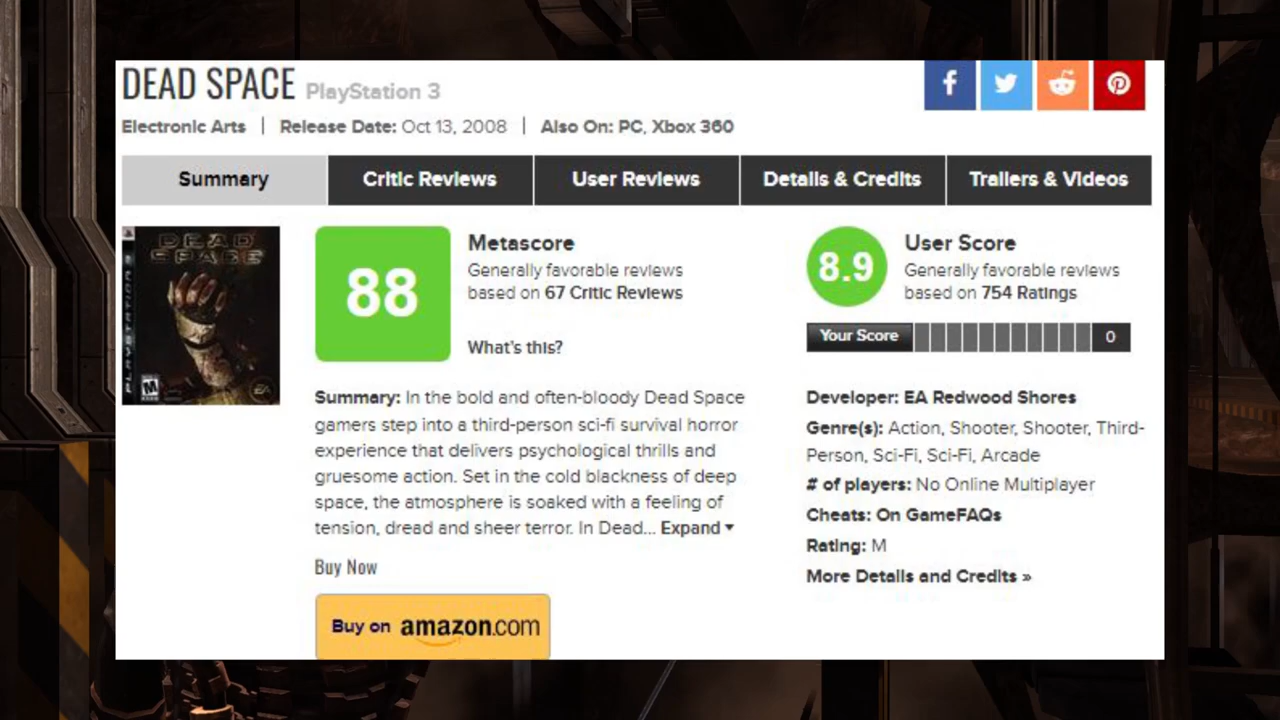 DEAD SPACE PlayStation 3
Electronic Arts | Release Date: Oct 13, 2008 | Also On: PC, Xbox 360
Summary Critic Reviews User Reviews Details & Credits Trailers & Videos
DEAD
SPACE
PLAYSTATION 3
M
EA
88
Metascore
Generally favorable reviews
based on 67 Critic Reviews
What's this?
8.9
User Score
Generally favorable reviews
based on 754 Ratings
Your Score 0
Summary: In the bold and often-bloody Dead Space
gamers step into a third-person sci-fi survival horror
experience that delivers psychological thrills and
gruesome action. Set in the cold blackness of deep
space, the atmosphere is soaked with a feeling of
tension, dread and sheer terror. In Dead... Expand
Buy Now
Buy on amazon.com
Developer: EA Redwood Shores
Genre(s): Action, Shooter, Shooter, Third-
Person, Sci-Fi, Sci-Fi, Arcade
# of players: No Online Multiplayer
Cheats: On GameFAQs
Rating: M
More Details and Credits »